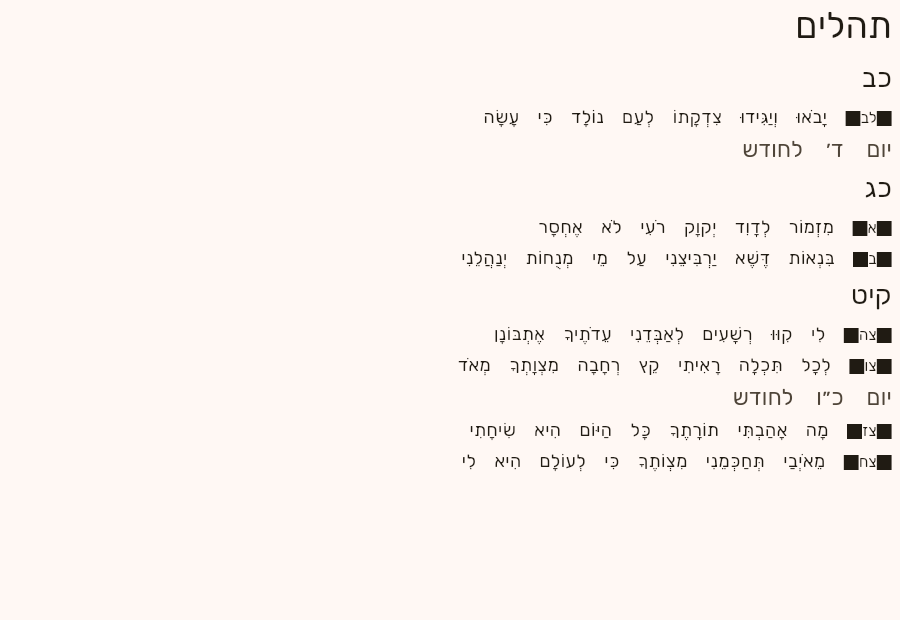 תהלים
כב
■לב■ יָבֹאוּ וְיַגִּידוּ צִדְקָתוֹ לְעַם נוֹלָד כִּי עָשָׂה
יום ד׳ לחודש
כג
■א■ מִזְמוֹר לְדָוִד יְקוָק רֹעִי לֹא אֶחְסָר
■ב■ בִּנְאוֹת דֶּשֶׁא יַרְבִּיצֵנִי עַל מֵי מְנֻחוֹת יְנַהֲלֵנִי
קיט
■צה■ לִי קִוּוּ רְשָׁעִים לְאַבְּדֵנִי עֵדֹתֶיךָ אֶתְבּוֹנָן
■צו■ לְכָל תִּכְלָה רָאִיתִי קֵץ רְחָבָה מִצְוָתְךָ מְאֹד
יום כ״ו לחודש
■צז■ מָה אָהַבְתִּי תוֹרָתֶךָ כָּל הַיּוֹם הִיא שִׂיחָתִי
■צח■ מֵאֹיְבַי תְּחַכְּמֵנִי מִצְוֹתֶךָ כִּי לְעוֹלָם הִיא לִי